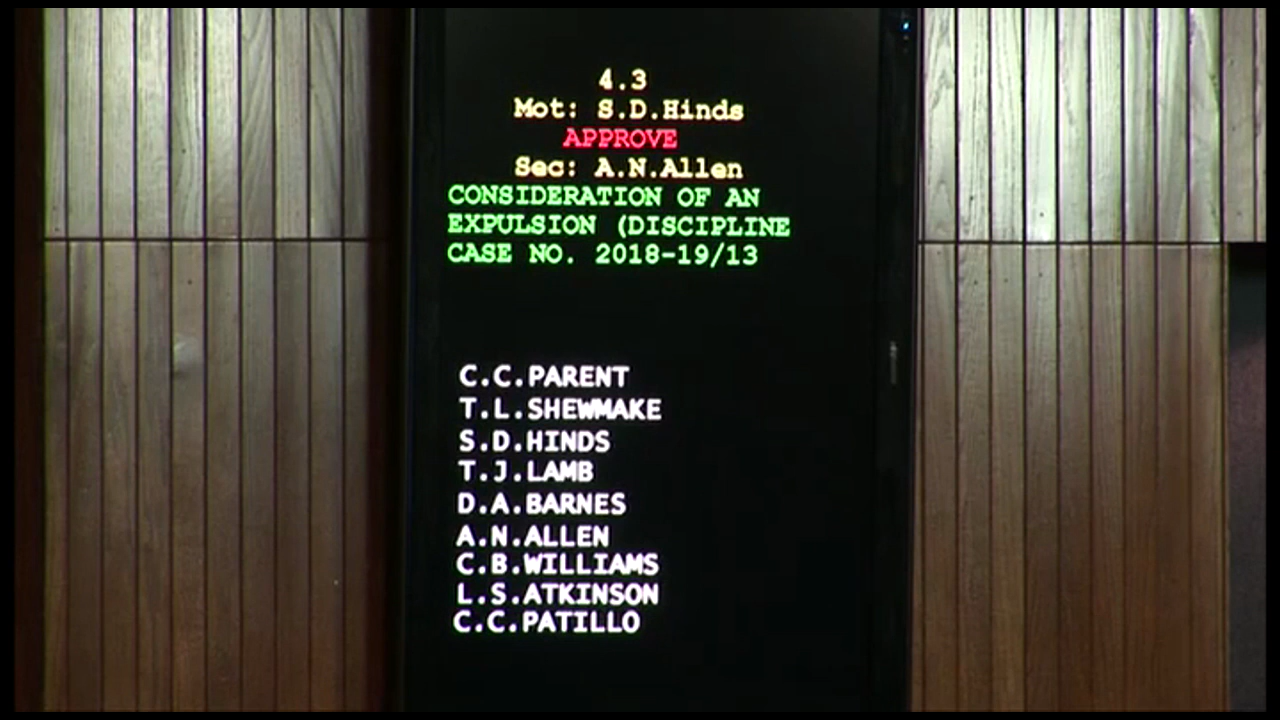 4.3
Mot: S.D.Hinds
APPROVE
Sec: A.N.Allen
CONSIDERATION OF AN
EXPULSION (DISCIPLINE
CASE NO. 2018-19/13
C.C.PARENT
T.L.SHEWMAKE
S.D.HINDS
T.J.LAMB
D.A.BARNES
A.N.ALLEN
C.B.WILLIAMS
L.S.ATKINSON
C.C.PATILLO